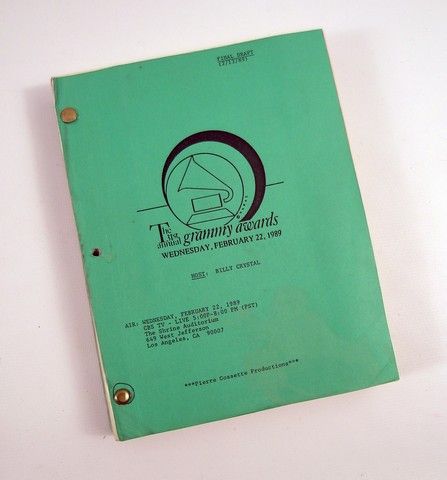 FINAL DRAFT
The
31st
annual grammy awards
WEDNESDAY, FEBRUARY 22, 1989
HOST: BILLY CRYSTAL
AIR: WEDNESDAY, FEBRUARY 22, 1989
CBS TV - LIVE 5:00P-8:00 PM (PST)
The Shrine Auditorium
649 West Jefferson
Los Angeles, CA 90007
***Pierre Cossette Productions***